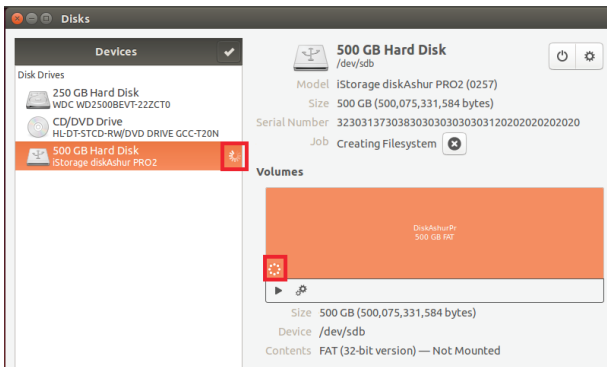 Disks
Devices
Disk Drives
250 GB Hard Disk
WDC WD2500BEVT-22ZCT0
CD/DVD Drive
HL-DT-STCD-RW/DVD DRIVE GCC-T20N
500 GB Hard Disk
iStorage diskAshur PRO2
500 GB Hard Disk
/dev/sdb
Model iStorage diskAshur PRO2 (0257)
Size 500 GB (500,075,331,584 bytes)
Serial Number 32303137303830303030303031202020202020
Job Creating Filesystem
Volumes
DiskAshurPr
500 GB FAT
Size 500 GB (500,075,331,584 bytes)
Device /dev/sdb
Contents FAT (32-bit version) — Not Mounted